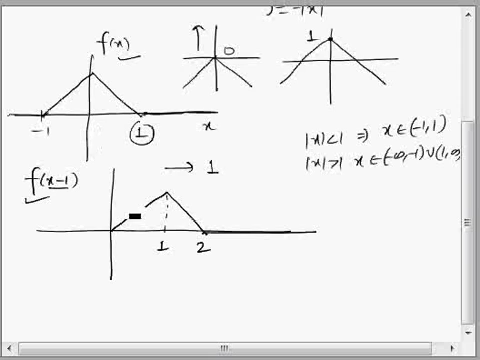 = -|x|
f(x)
0
1
-1 1 x
|x|<1 ⇒ x∈(-1,1)
|x|>1 x∈(-∞,-1)∪(1,∞
→ 1
f(x-1)
1 2